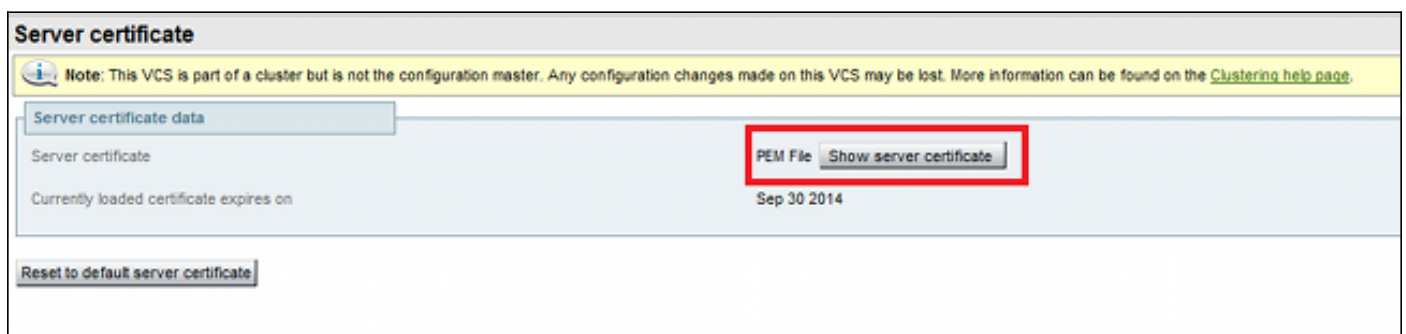 Server certificate
Note: This VCS is part of a cluster but is not the configuration master. Any configuration changes made on this VCS may be lost. More information can be found on the Clustering help page.
Server certificate data
Server certificate PEM File Show server certificate
Currently loaded certificate expires on Sep 30 2014
Reset to default server certificate